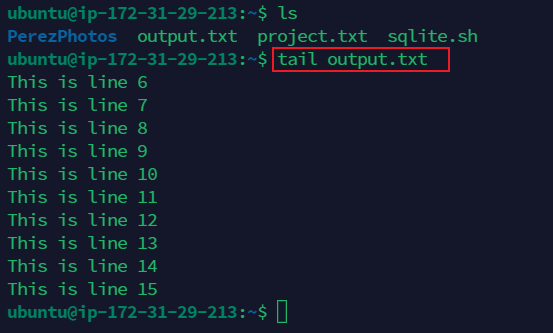 ubuntu@ip-172-31-29-213:~$ ls
PerezPhotos  output.txt  project.txt  sqlite.sh
ubuntu@ip-172-31-29-213:~$ tail output.txt
This is line 6
This is line 7
This is line 8
This is line 9
This is line 10
This is line 11
This is line 12
This is line 13
This is line 14
This is line 15
ubuntu@ip-172-31-29-213:~$